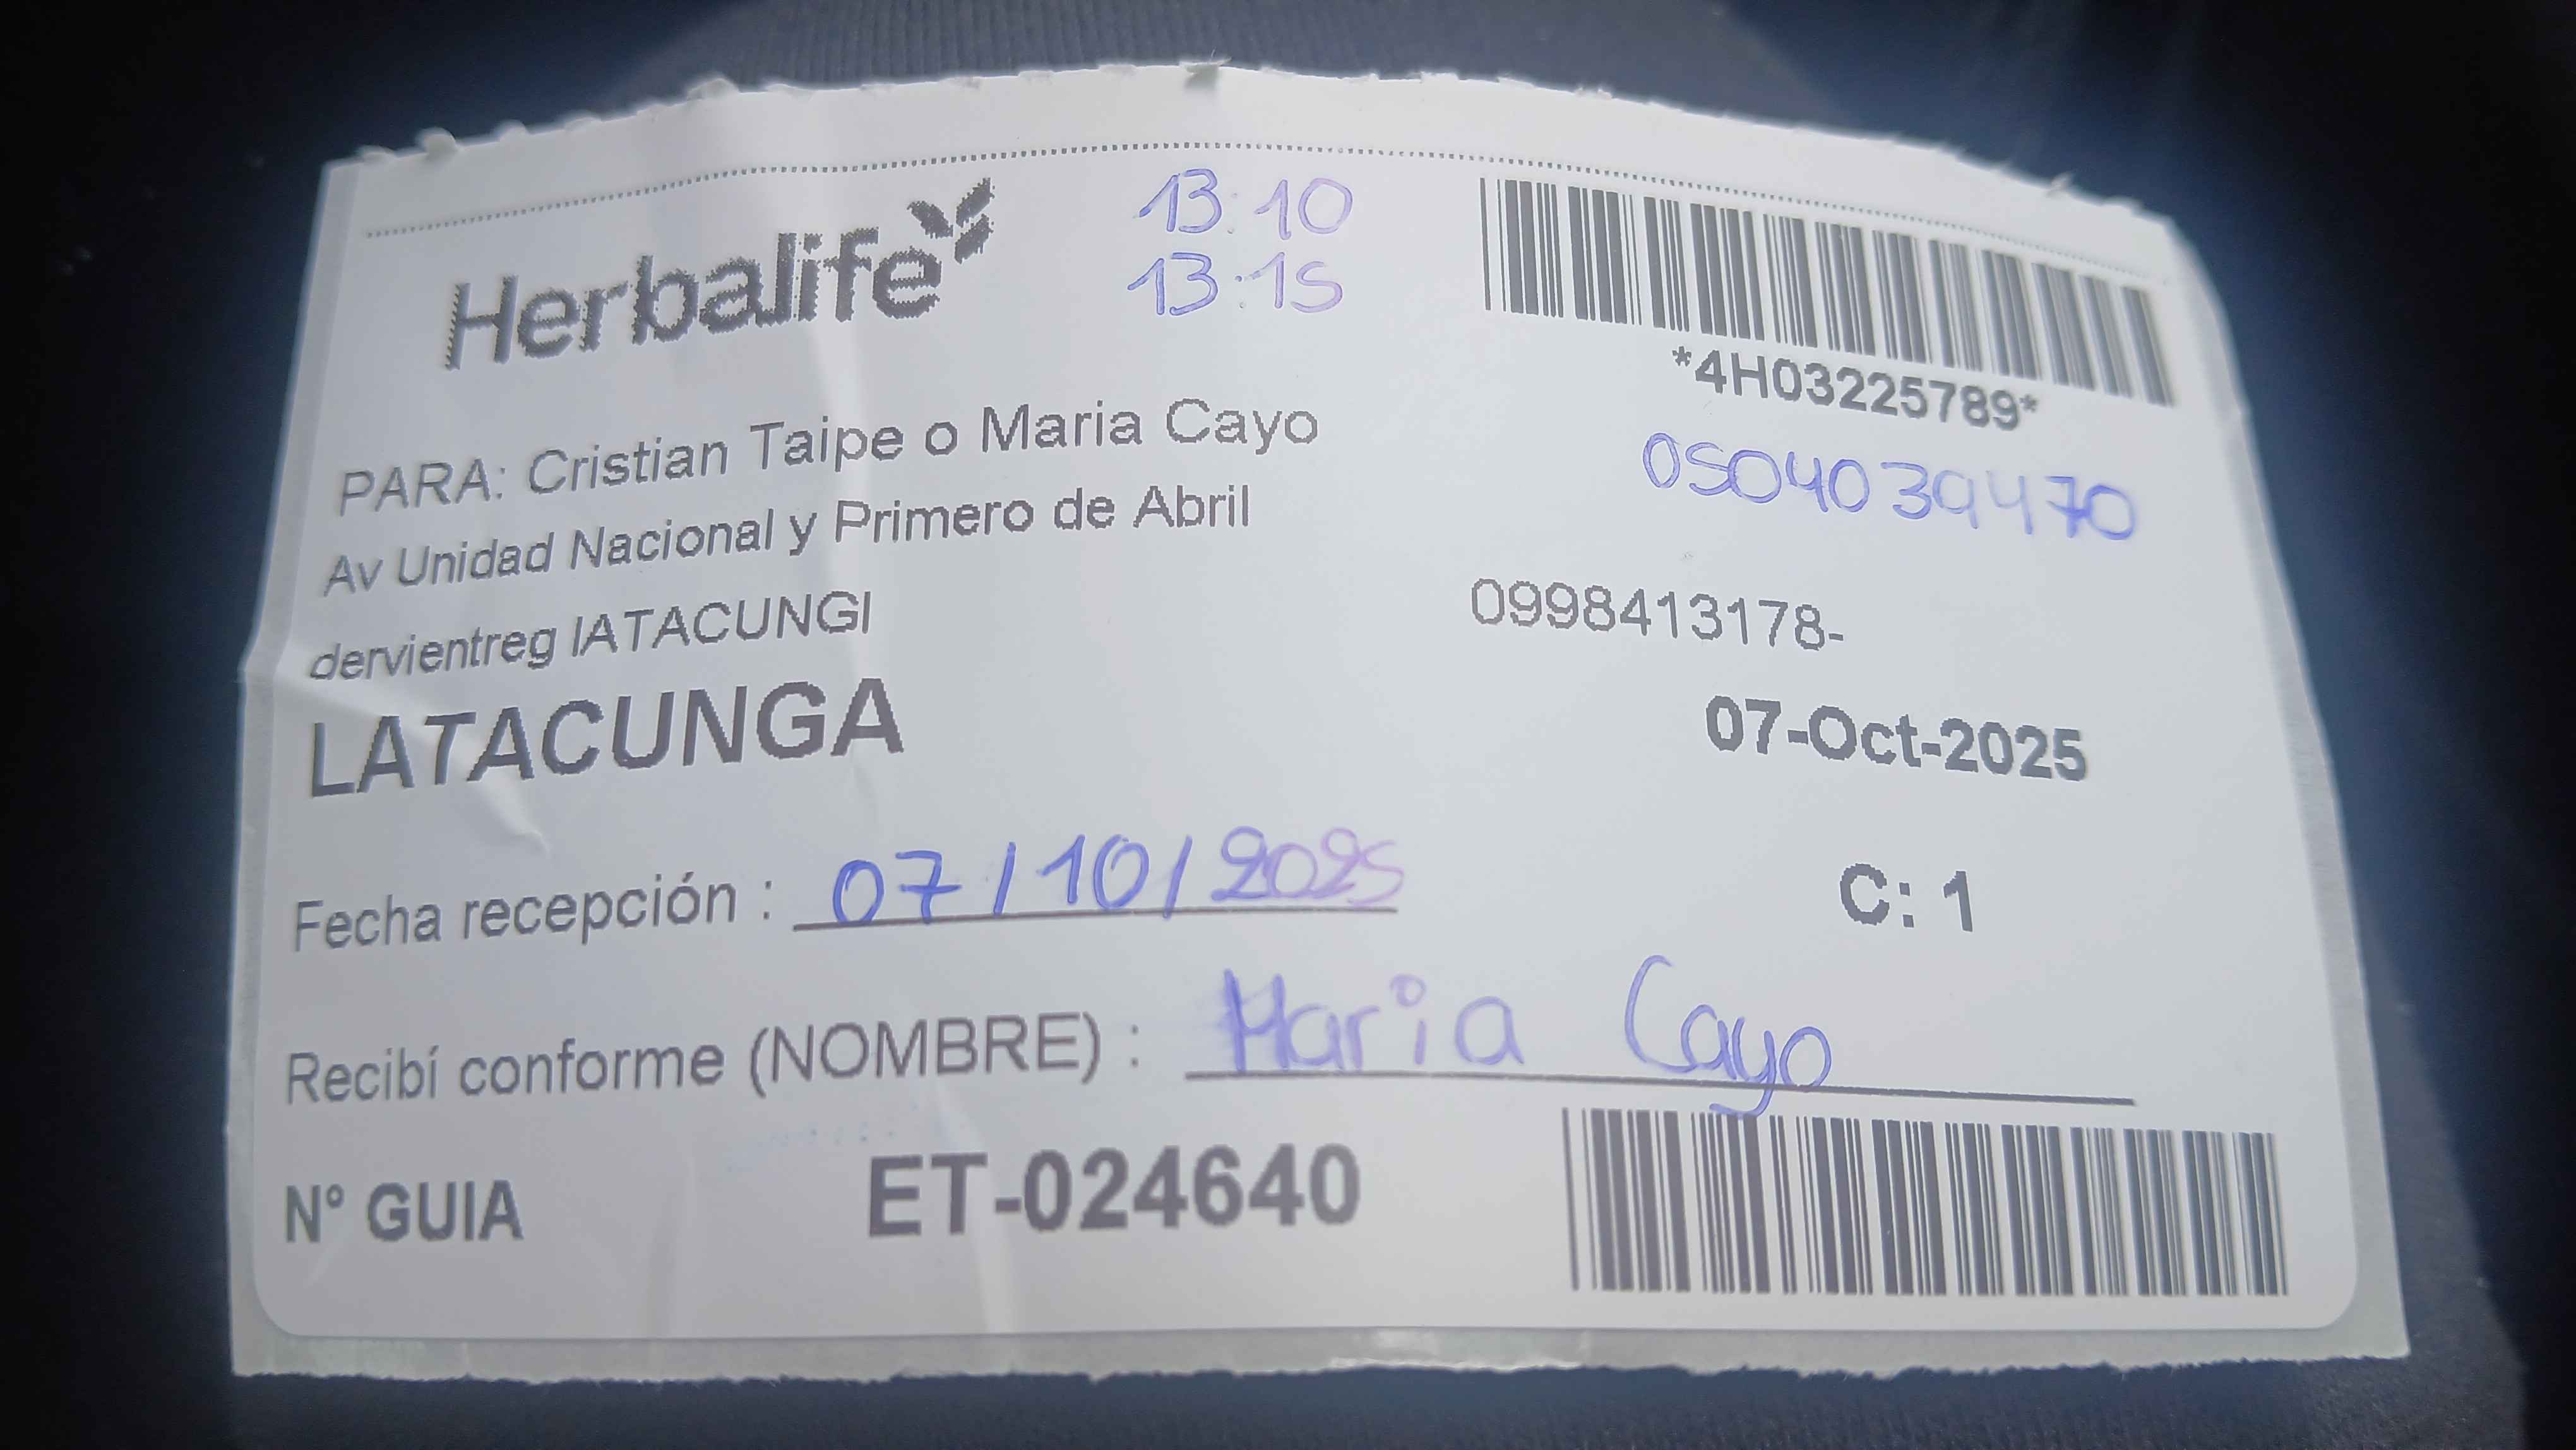 Herbalife
13:10
13:15
*4H03225789*
PARA: Cristian Taipe o Maria Cayo
0504039470
Av Unidad Nacional y Primero de Abril
0998413178-
dervientreg lATACUNGI
LATACUNGA
07-Oct-2025
Fecha recepción : 07/10/2025
C: 1
Recibí conforme (NOMBRE) : Maria Cayo
N° GUIA ET-024640